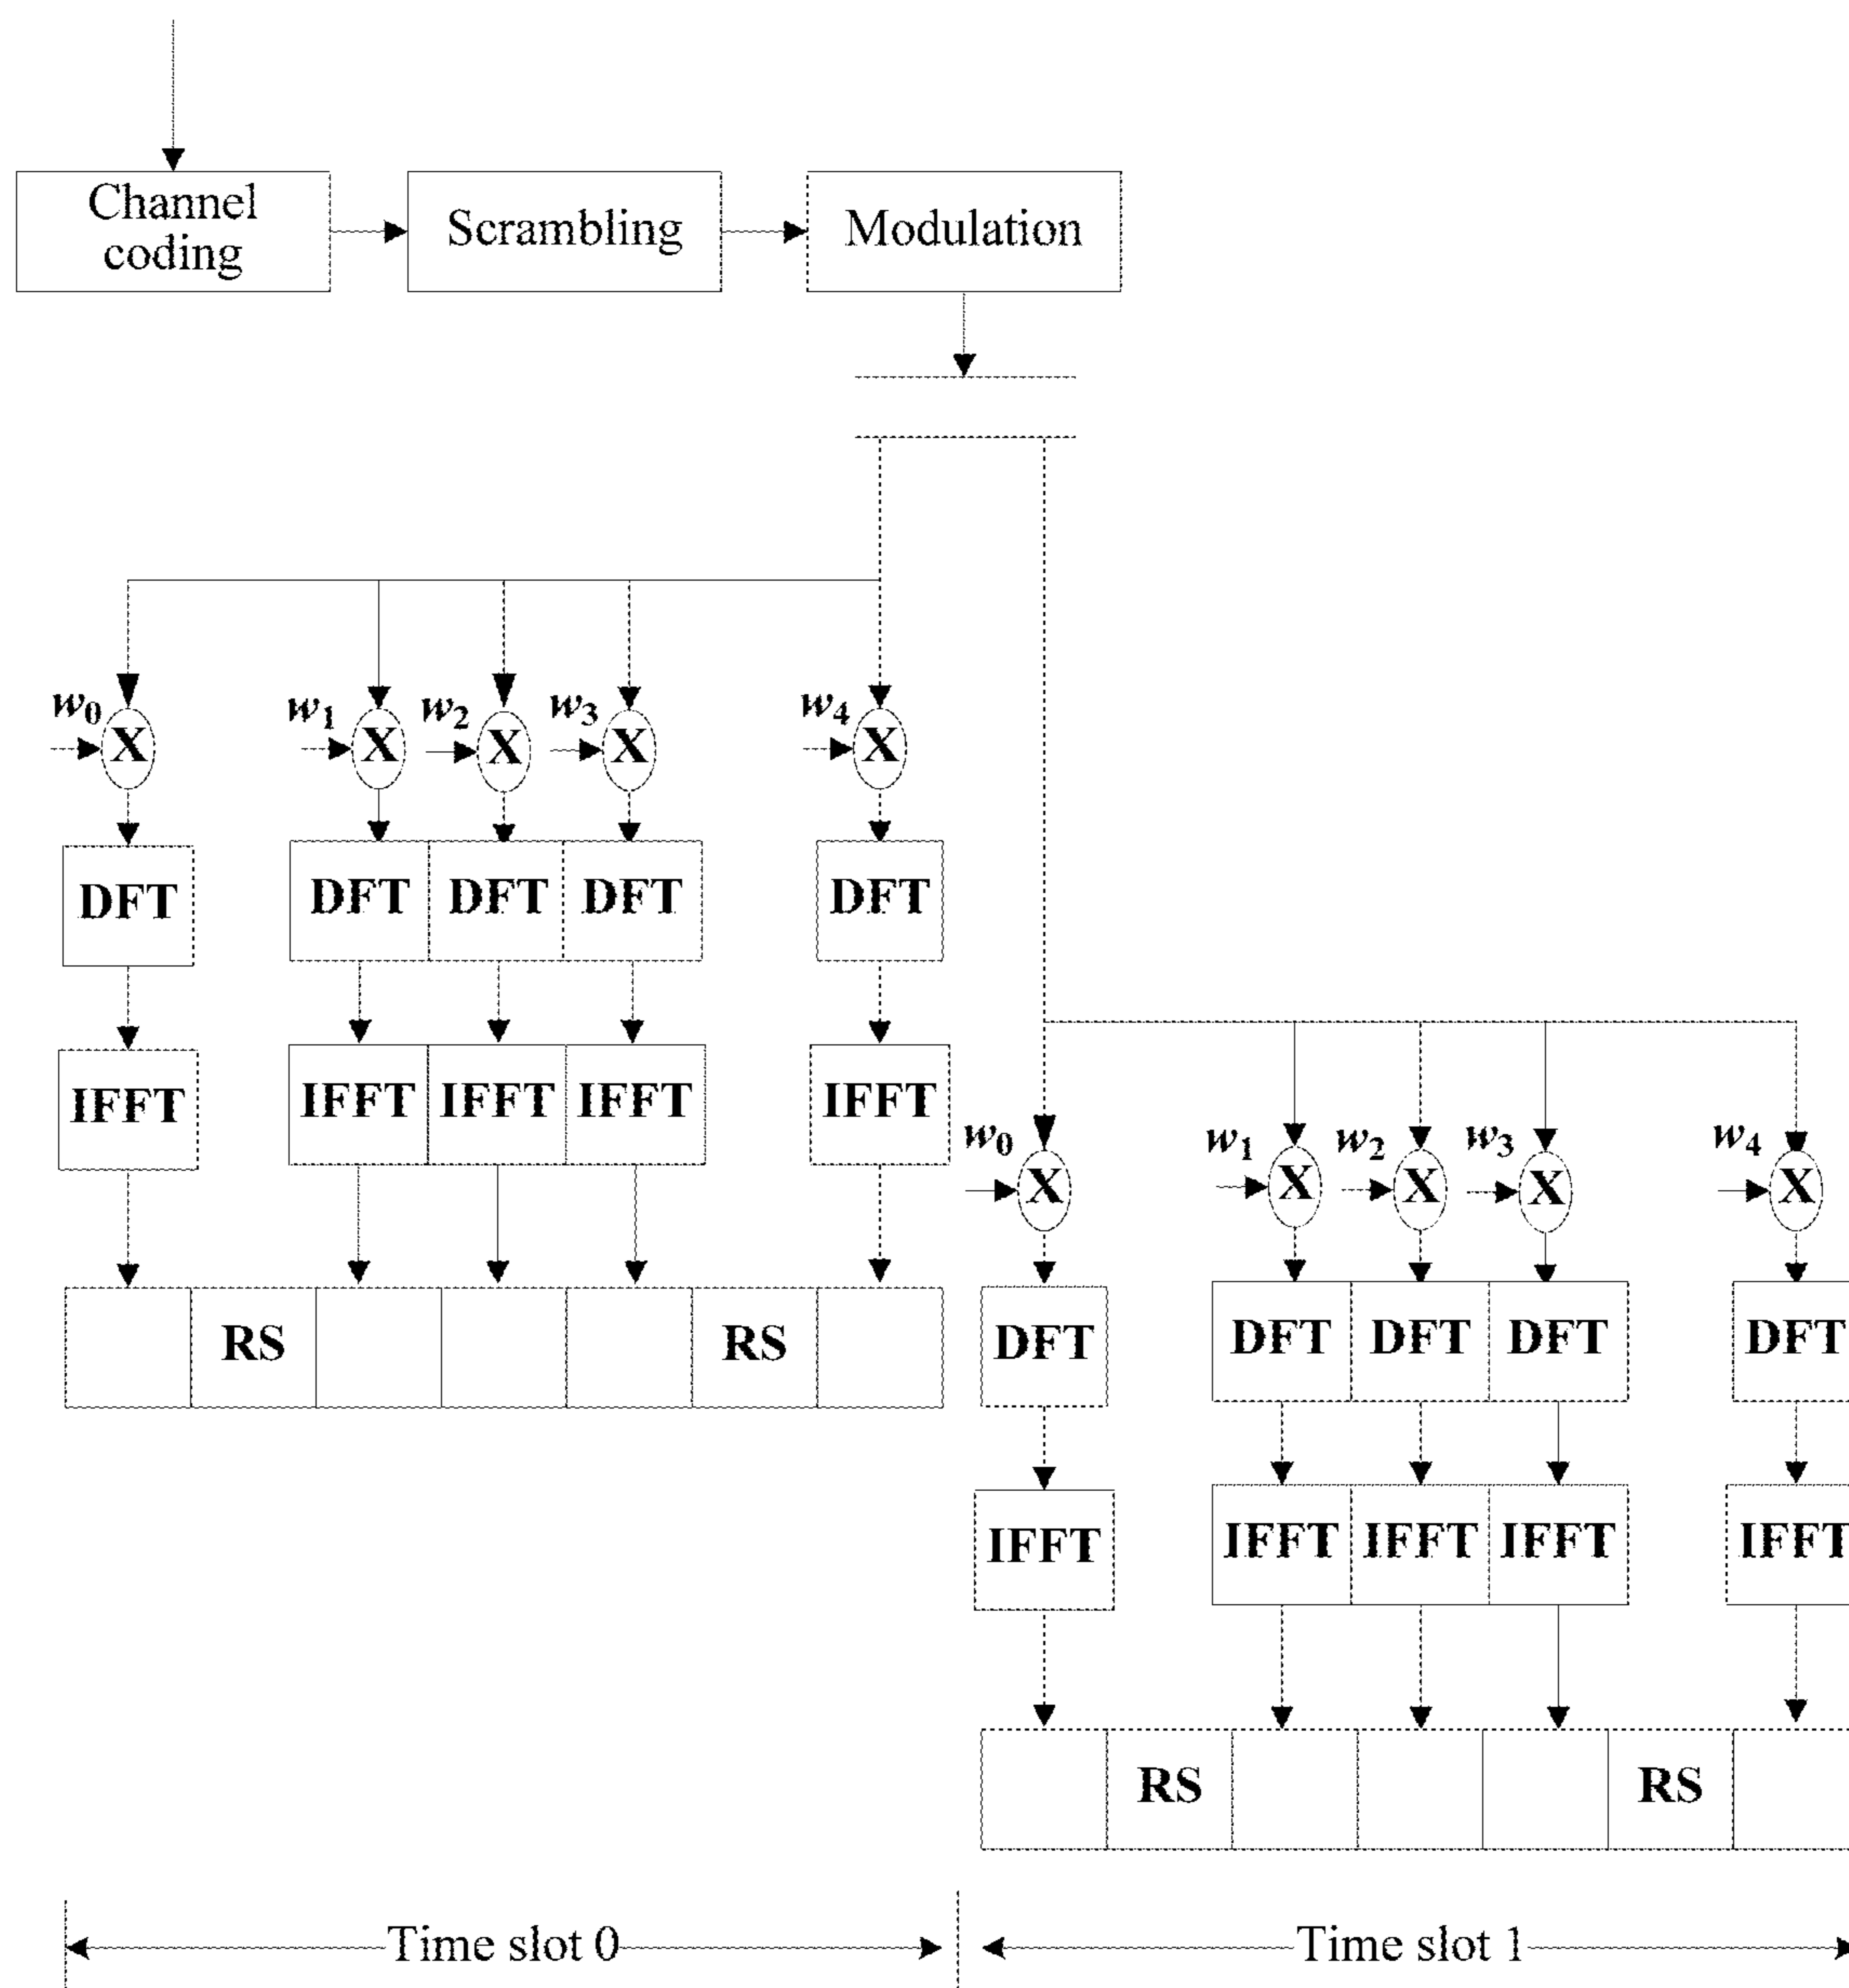 Channel
coding
Scrambling
Modulation
w0 w1 w2 w3 w4
X X X X X
DFT DFT DFT DFT DFT
IFFT IFFT IFFT IFFT IFFT
w0 w1 w2 w3 w4
X X X X X
RS RS
DFT DFT DFT DFT DFT
IFFT IFFT IFFT IFFT IFFT
RS RS
Time slot 0 Time slot 1